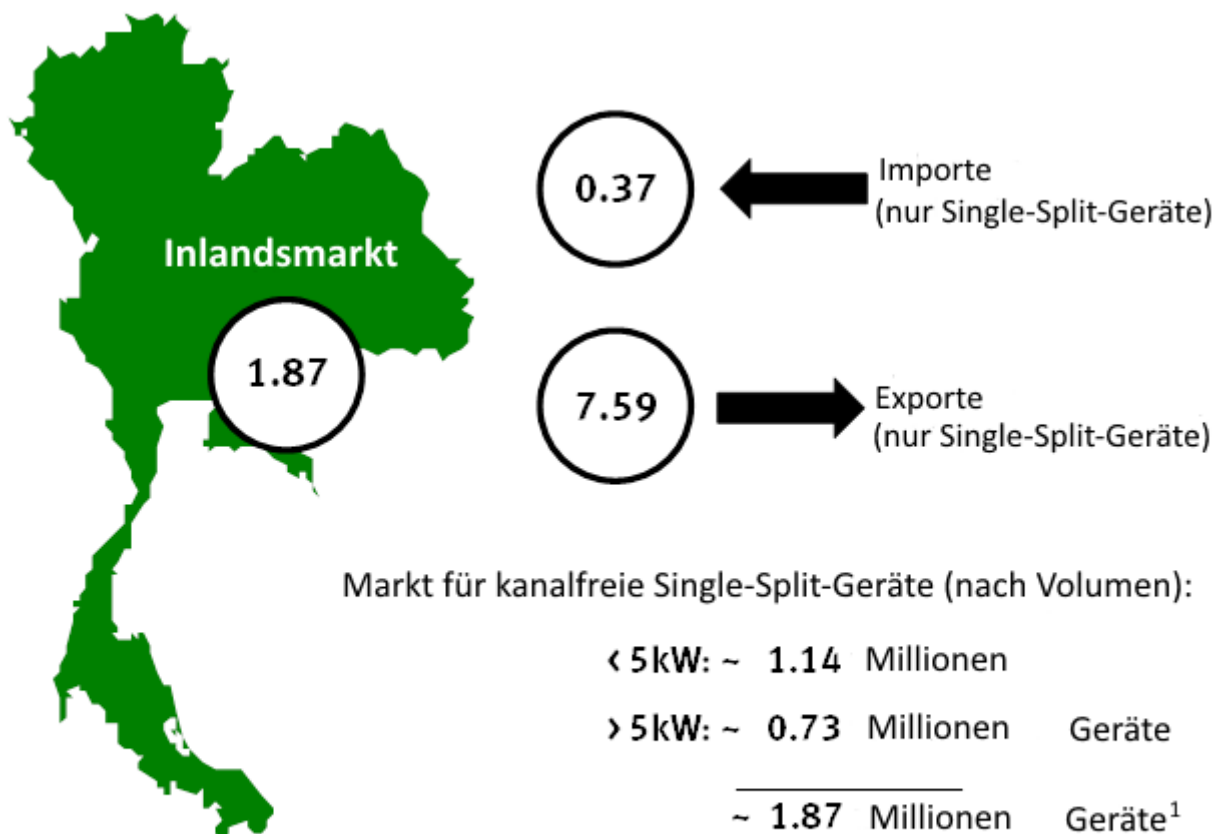 Inlandsmarkt
1.87
0.37
Importe
(nur Single-Split-Geräte)
7.59
Exporte
(nur Single-Split-Geräte)
Markt für kanalfreie Single-Split-Geräte (nach Volumen):
< 5kW: ~ 1.14 Millionen
> 5kW: ~ 0.73 Millionen Geräte
~ 1.87 Millionen Geräte¹